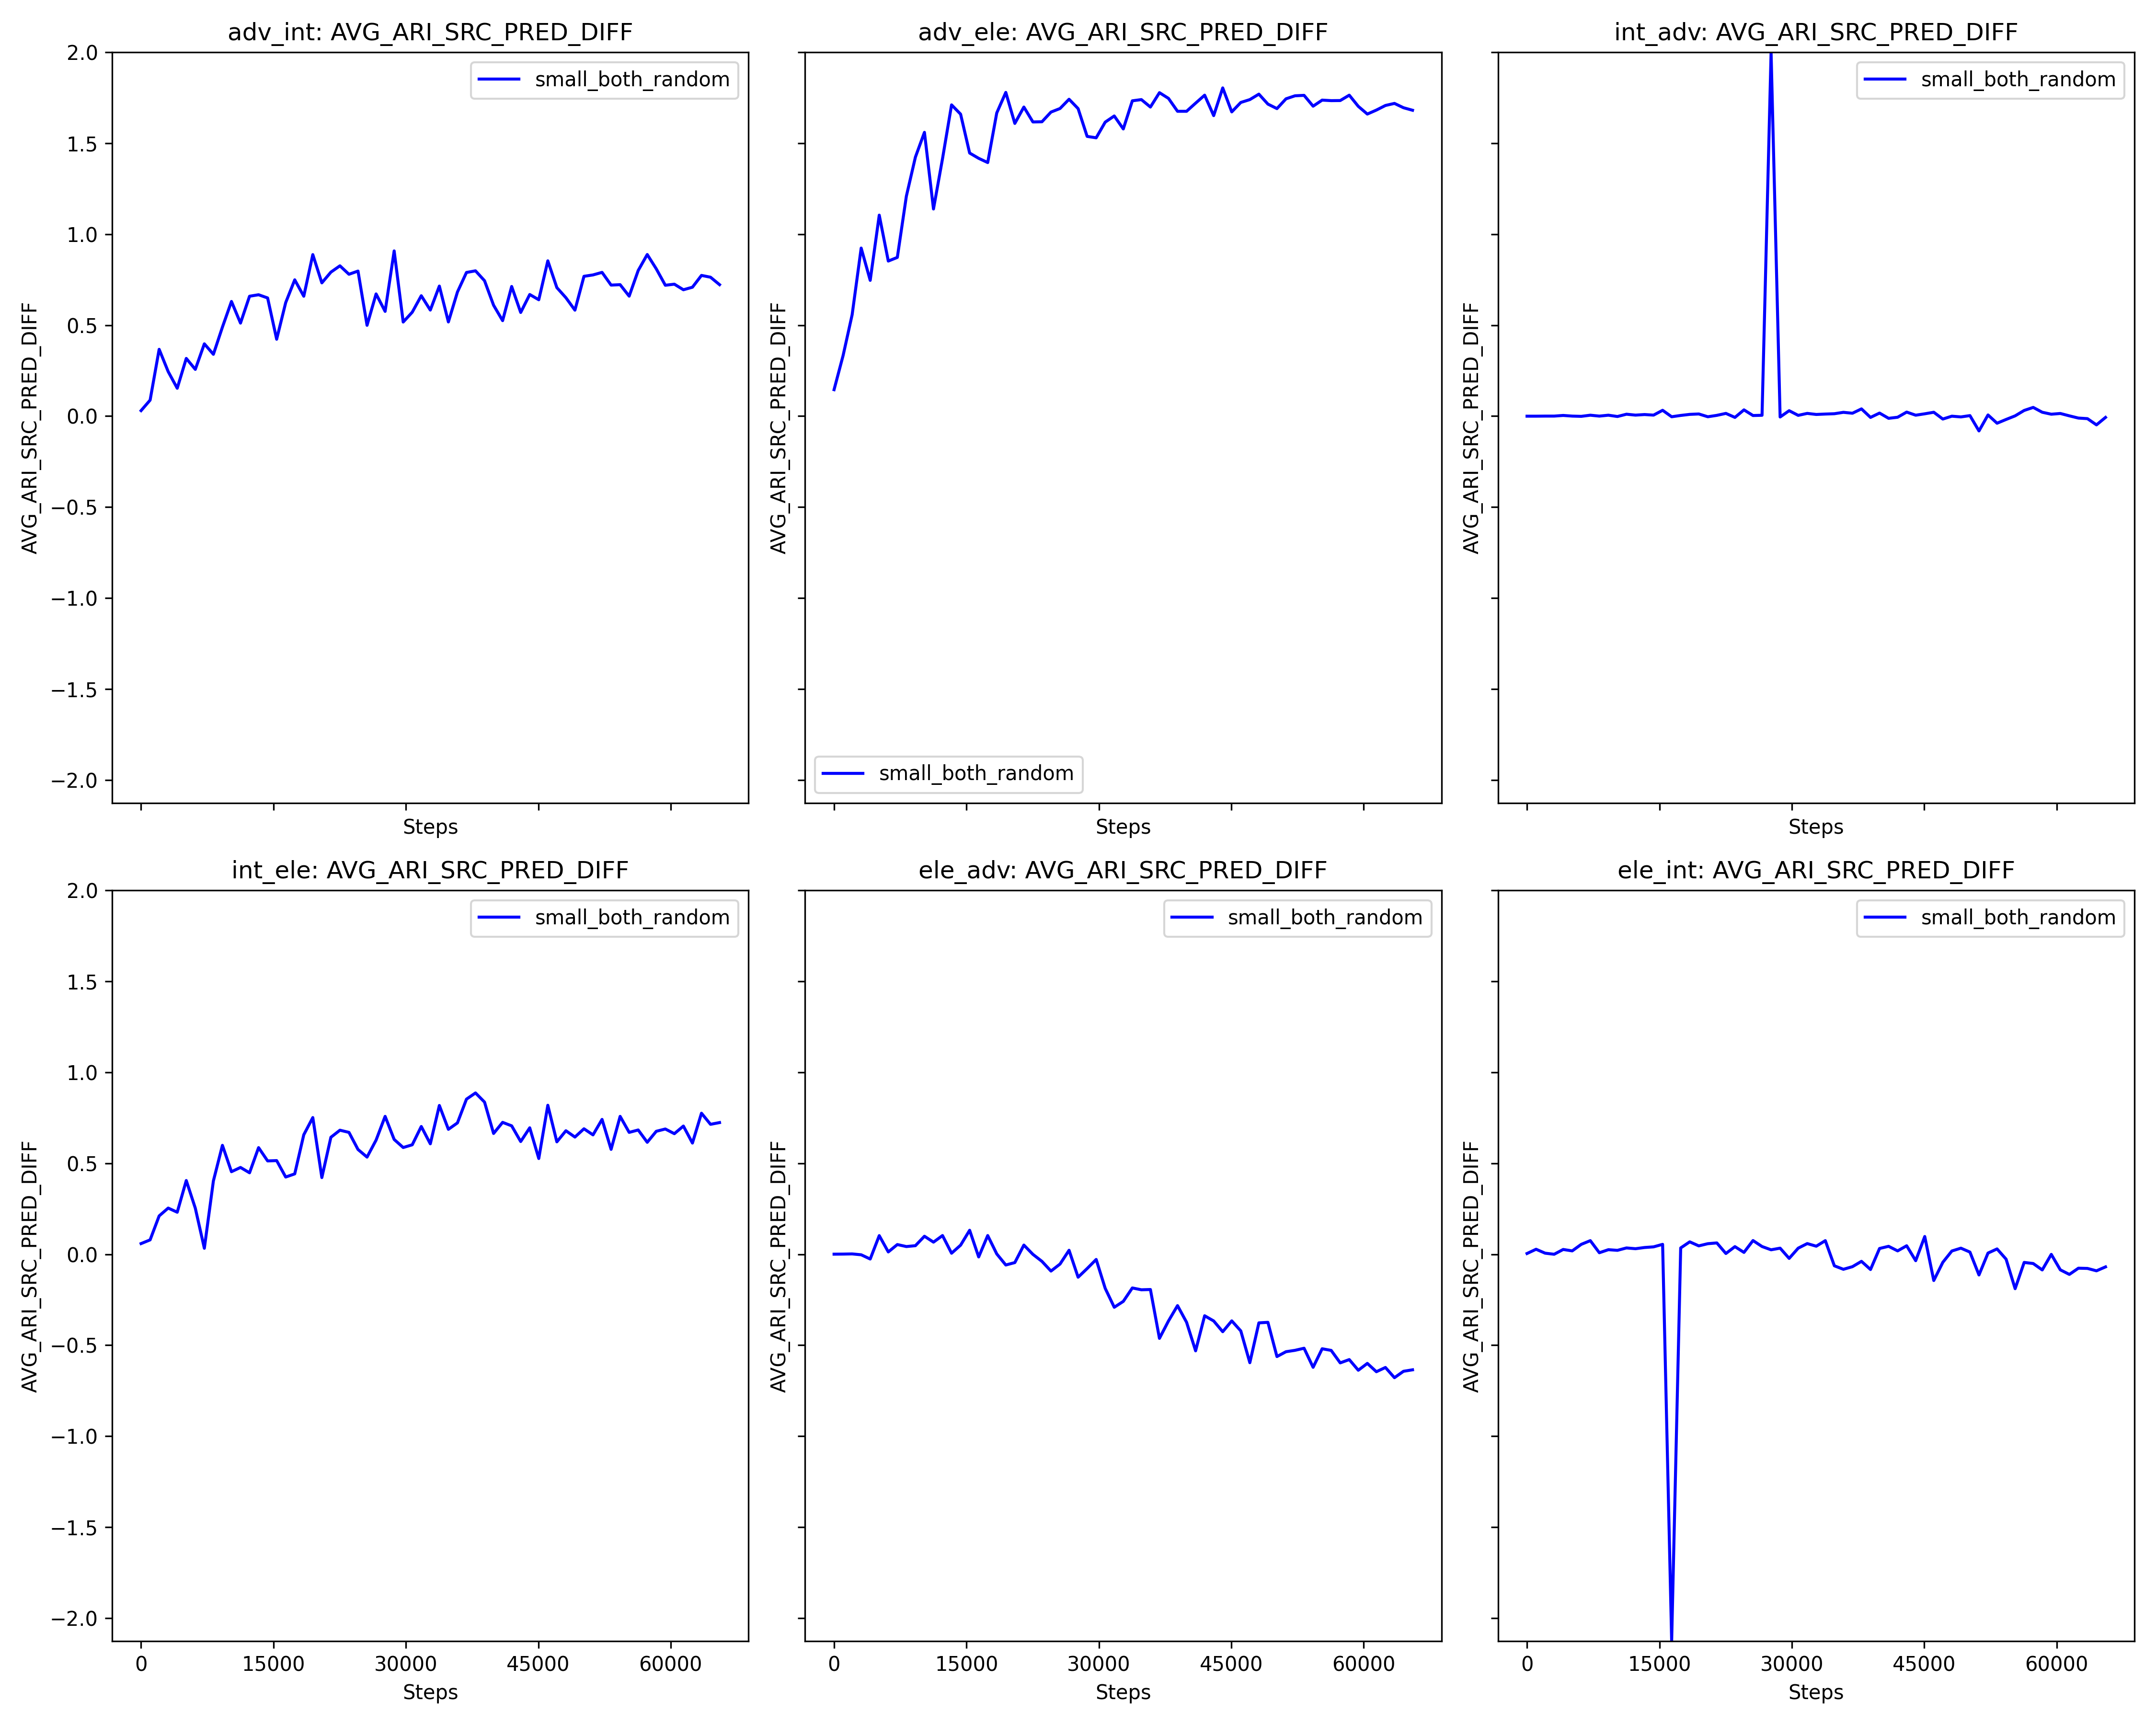 adv_int: AVG_ARI_SRC_PRED_DIFF
adv_ele: AVG_ARI_SRC_PRED_DIFF
int_adv: AVG_ARI_SRC_PRED_DIFF
2.0
1.5
1.0
0.5
0.0
−0.5
−1.0
−1.5
−2.0
AVG_ARI_SRC_PRED_DIFF
small_both_random
Steps
AVG_ARI_SRC_PRED_DIFF
small_both_random
Steps
AVG_ARI_SRC_PRED_DIFF
small_both_random
Steps
int_ele: AVG_ARI_SRC_PRED_DIFF
ele_adv: AVG_ARI_SRC_PRED_DIFF
ele_int: AVG_ARI_SRC_PRED_DIFF
2.0
1.5
1.0
0.5
0.0
−0.5
−1.0
−1.5
−2.0
AVG_ARI_SRC_PRED_DIFF
small_both_random
0 15000 30000 45000 60000
Steps
AVG_ARI_SRC_PRED_DIFF
small_both_random
0 15000 30000 45000 60000
Steps
AVG_ARI_SRC_PRED_DIFF
small_both_random
0 15000 30000 45000 60000
Steps